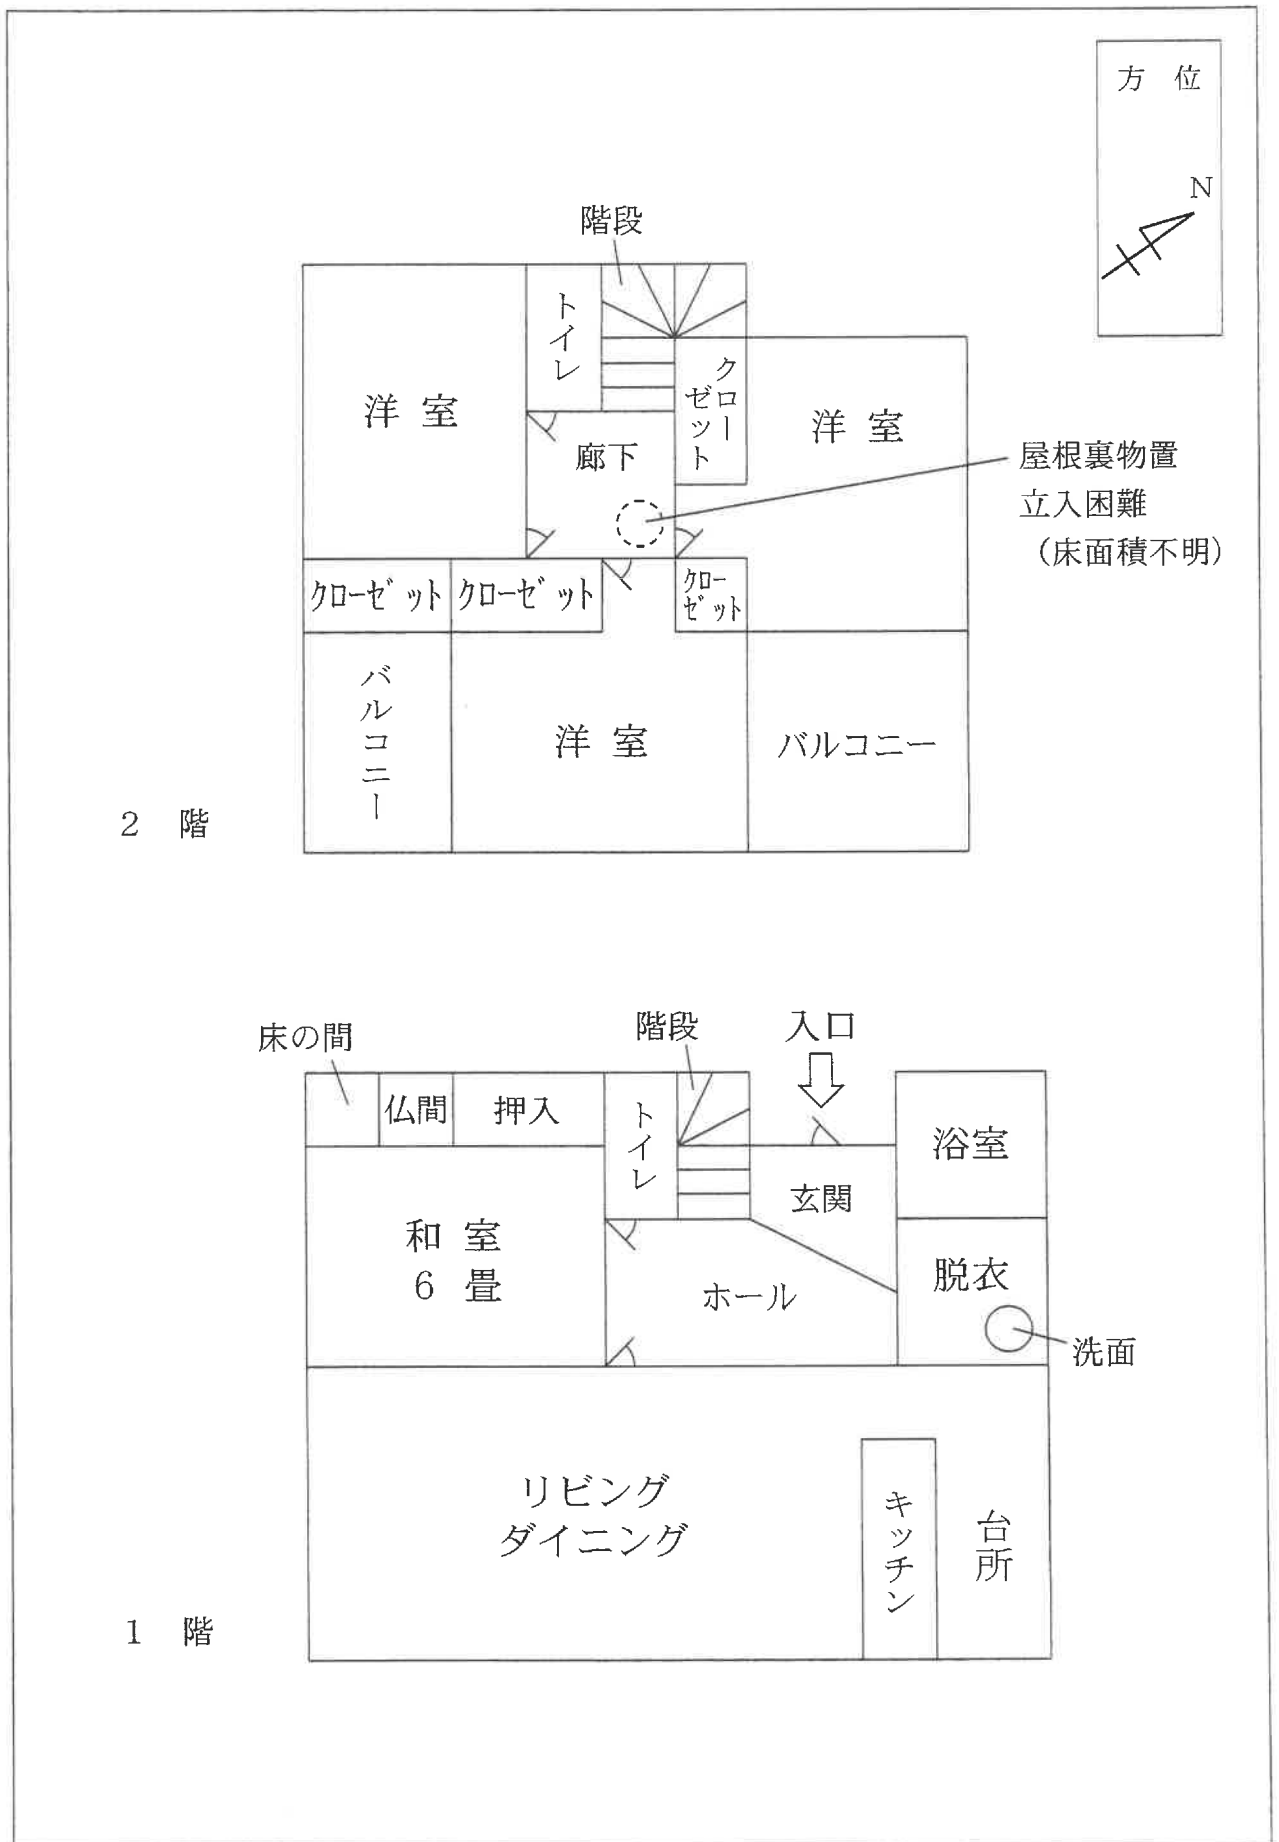 方 位
N
階段
トイレ
洋 室
クロー
ゼット
洋 室
廊下
屋根裏物置
立入困難
（床面積不明）
クローゼット
クローゼット
クロー
ゼット
バルコニー
洋 室
バルコニー
2 階
床の間
階段
入口
仏間
押入
トイレ
浴室
玄関
和 室
6 畳
ホール
脱衣
洗面
リビング
ダイニング
キッチン
台所
1 階